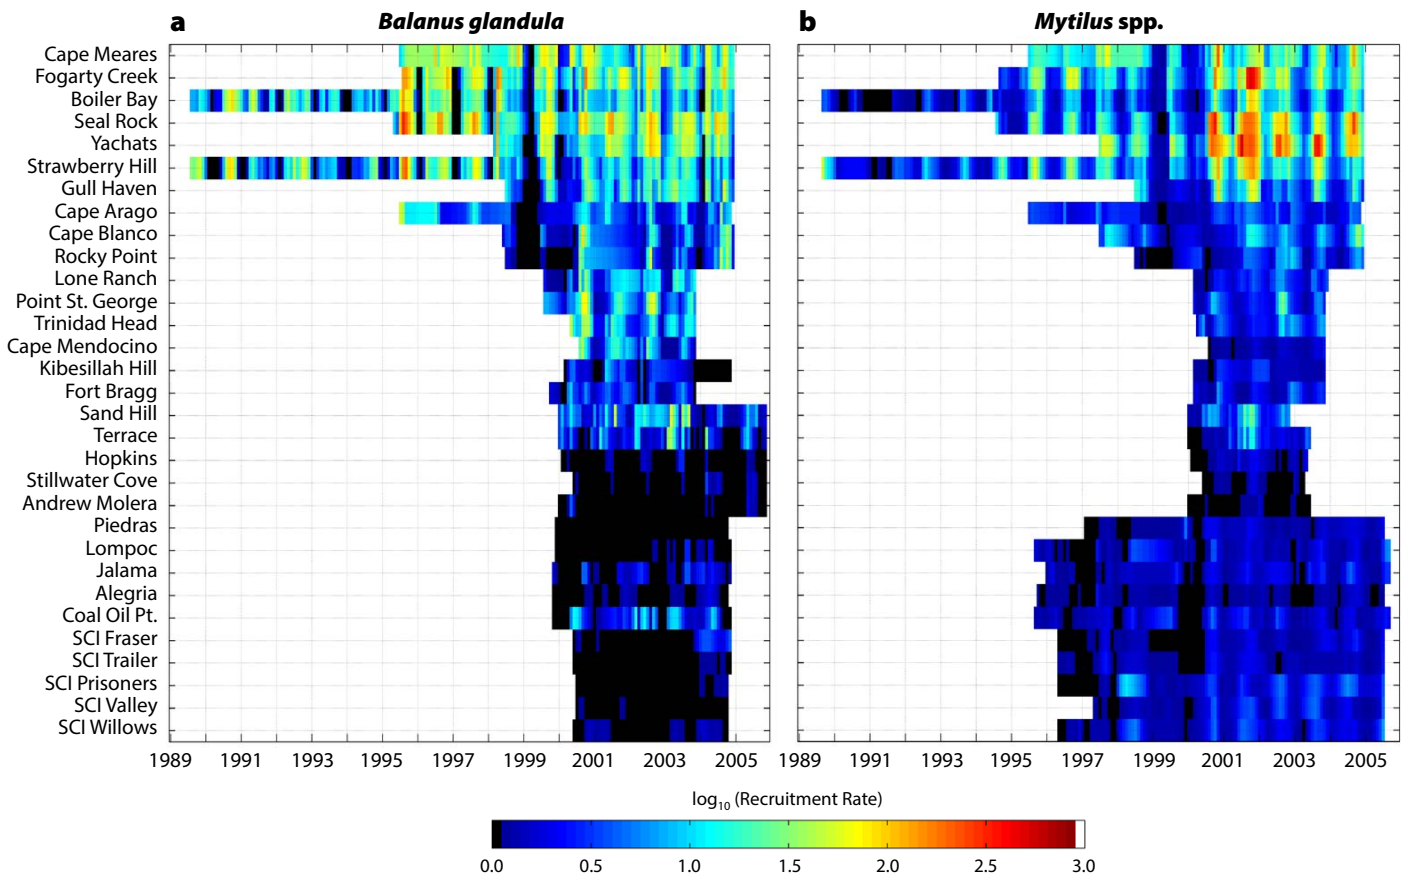 a Balanus glandula
b Mytilus spp.
Cape Meares
Fogarty Creek
Boiler Bay
Seal Rock
Yachats
Strawberry Hill
Gull Haven
Cape Arago
Cape Blanco
Rocky Point
Lone Ranch
Point St. George
Trinidad Head
Cape Mendocino
Kibesillah Hill
Fort Bragg
Sand Hill
Terrace
Hopkins
Stillwater Cove
Andrew Molera
Piedras
Lompoc
Jalama
Alegria
Coal Oil Pt.
SCI Fraser
SCI Trailer
SCI Prisoners
SCI Valley
SCI Willows
1989 1991 1993 1995 1997 1999 2001 2003 2005
1989 1991 1993 1995 1997 1999 2001 2003 2005
log₁₀ (Recruitment Rate)
0.0 0.5 1.0 1.5 2.0 2.5 3.0